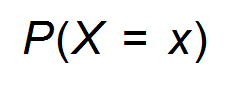 P(X = x)